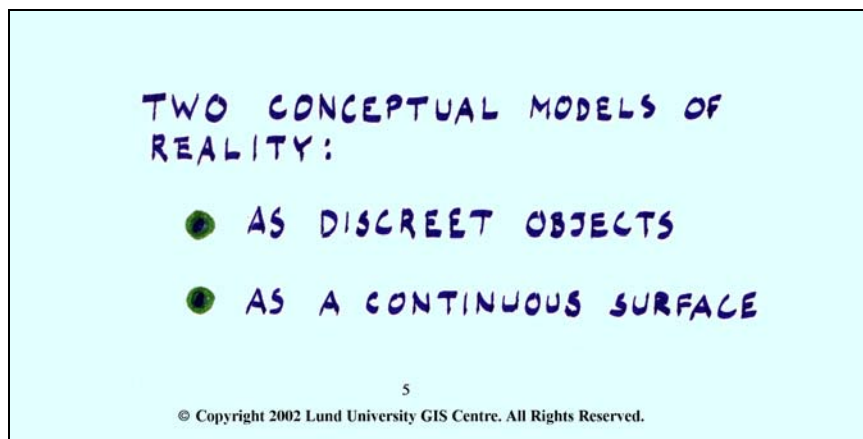 TWO CONCEPTUAL MODELS OF
REALITY:
AS DISCREET OBJECTS
AS A CONTINUOUS SURFACE
5
© Copyright 2002 Lund University GIS Centre. All Rights Reserved.